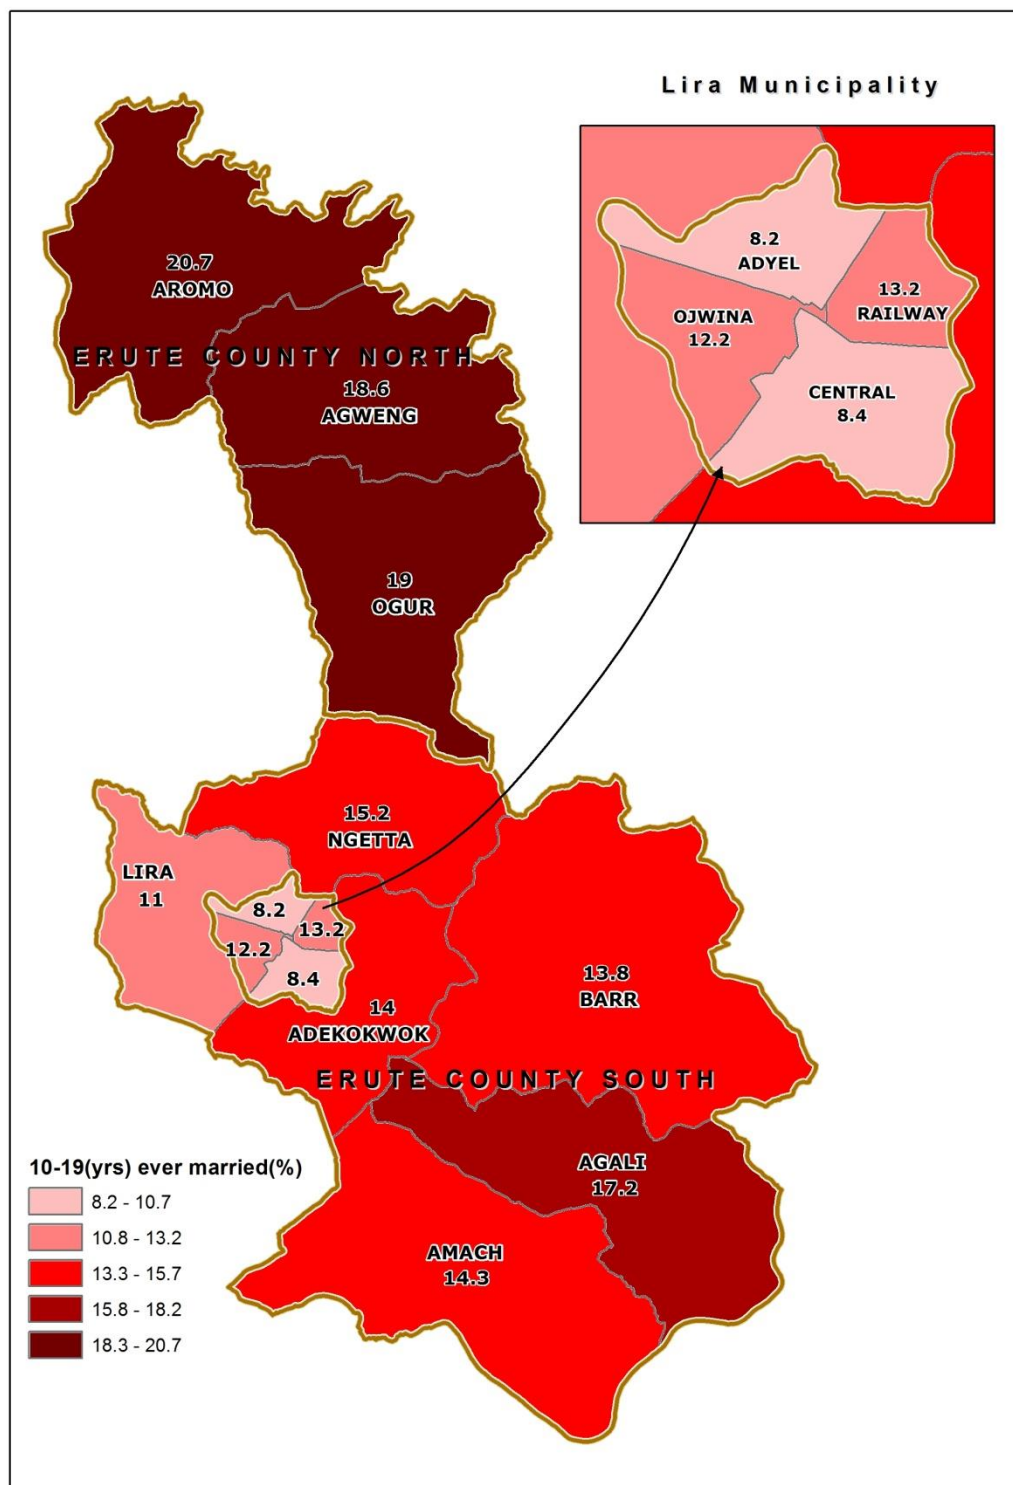 Lira Municipality
8.2
ADYEL
13.2
RAILWAY
OJWINA
12.2
CENTRAL
8.4
20.7
AROMO
ERUTE COUNTY NORTH
18.6
AGWENG
19
OGUR
15.2
NGETTA
LIRA
11
8.2
13.2
12.2
8.4
13.8
BARR
14
ADEKOKWOK
ERUTE COUNTY SOUTH
AGALI
17.2
AMACH
14.3
10-19(yrs) ever married(%)
8.2 - 10.7
10.8 - 13.2
13.3 - 15.7
15.8 - 18.2
18.3 - 20.7